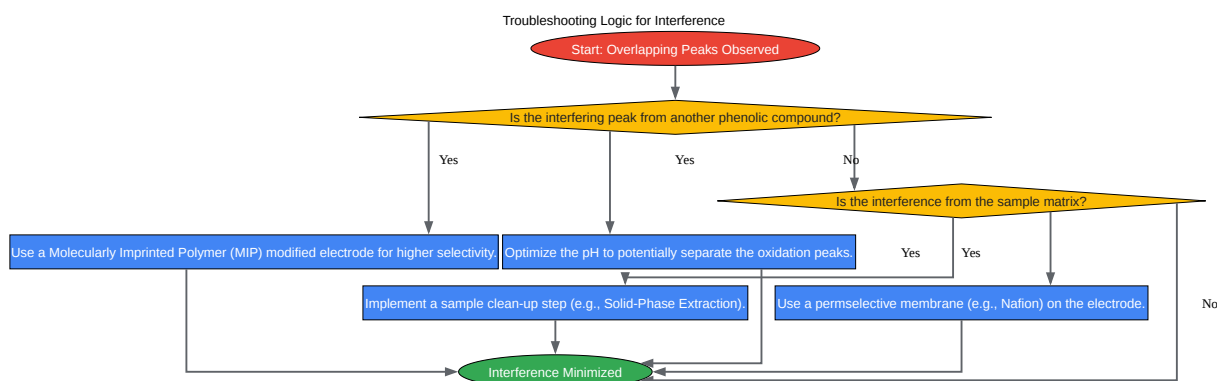 Troubleshooting Logic for Interference
Start: Overlapping Peaks Observed
Is the interfering peak from another phenolic compound?
Yes
Yes
No
Is the interference from the sample matrix?
Use a Molecularly Imprinted Polymer (MIP) modified electrode for higher selectivity.
Optimize the pH to potentially separate the oxidation peaks.
Yes
Yes
Implement a sample clean-up step (e.g., Solid-Phase Extraction).
Use a permselective membrane (e.g., Nafion) on the electrode.
No
Interference Minimized